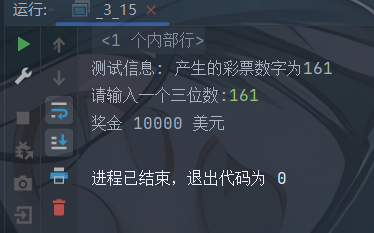 运行: _3_15
<1 个内部行>
测试信息: 产生的彩票数字为161
请输入一个三位数:161
奖金 10000 美元
进程已结束，退出代码为 0